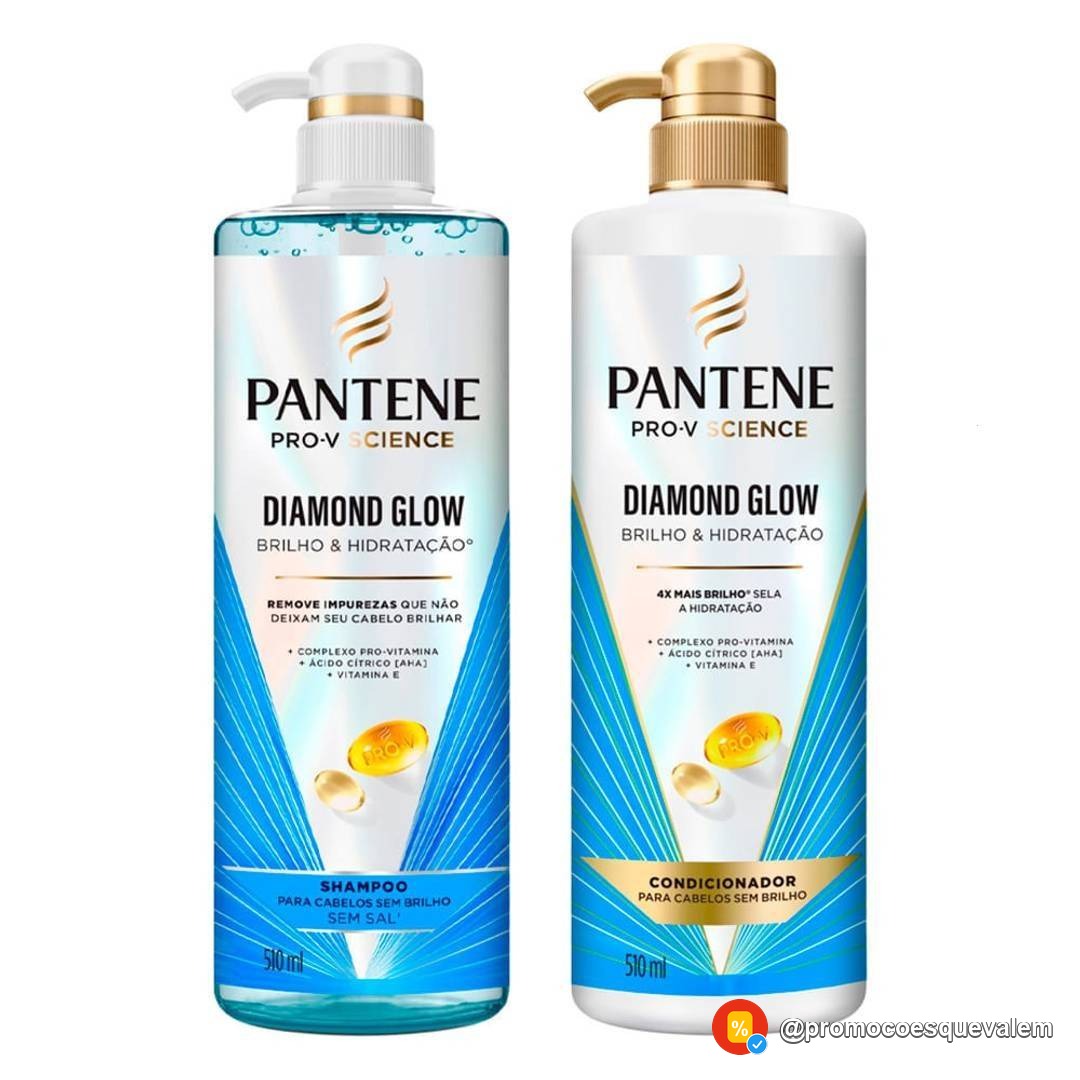 PANTENE
PRO-V SCIENCE
DIAMOND GLOW
BRILHO & HIDRATAÇÃO°
REMOVE IMPUREZAS QUE NÃO
DEIXAM SEU CABELO BRILHAR
+ COMPLEXO PRO-VITAMINA
+ ÁCIDO CÍTRICO [AHA]
+ VITAMINA E
PRO-V
SHAMPOO
PARA CABELOS SEM BRILHO
SEM SAL'
510 ml
PANTENE
PRO-V SCIENCE
DIAMOND GLOW
BRILHO & HIDRATAÇÃO
4X MAIS BRILHO° SELA
A HIDRATAÇÃO
+ COMPLEXO PRO-VITAMINA
+ ÁCIDO CÍTRICO [AHA]
+ VITAMINA E
PRO-V
CONDICIONADOR
PARA CABELOS SEM BRILHO
510 ml
%
@promocoesquevalem